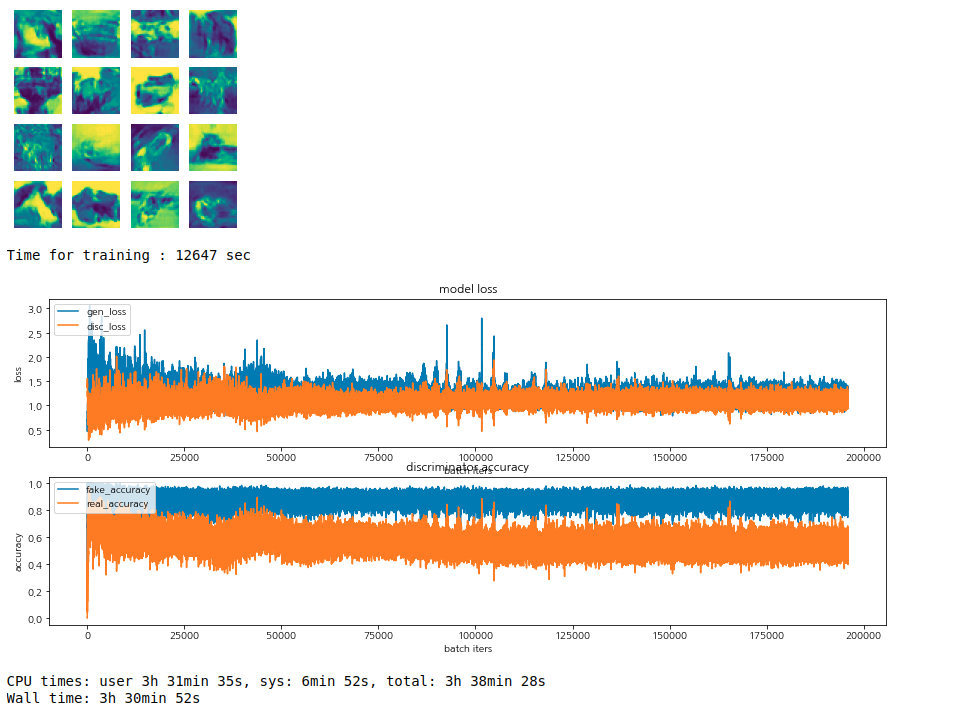 Time for training : 12647 sec
model loss
gen_loss
disc_loss
loss
3,0
2,5
2,0
1,5
1,0
0,5
0 25000 50000 75000 100000 125000 150000 175000 200000
batch iters
discriminator accuracy
fake_accuracy
real_accuracy
accuracy
1,0
0,8
0,6
0,4
0,2
0,0
0 25000 50000 75000 100000 125000 150000 175000 200000
batch iters
CPU times: user 3h 31min 35s, sys: 6min 52s, total: 3h 38min 28s
Wall time: 3h 30min 52s